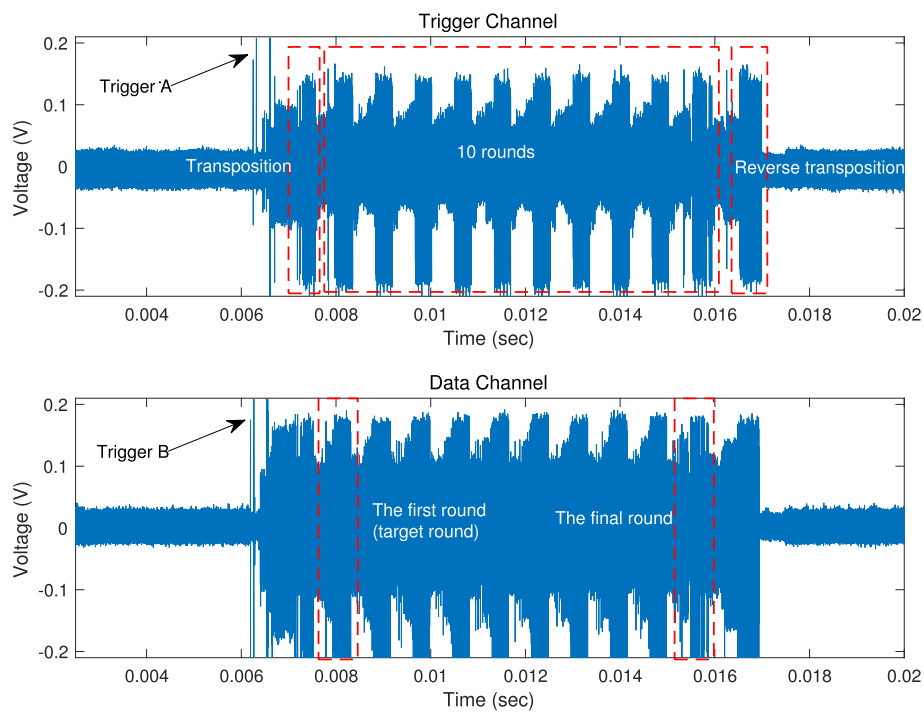 Trigger Channel
0.2
0.1
0
-0.1
-0.2
Voltage (V)
Trigger A
Transposition
10 rounds
Reverse transposition
0.004
0.006
0.008
0.01
0.012
0.014
0.016
0.018
0.02
Time (sec)
Data Channel
0.2
0.1
0
-0.1
-0.2
Voltage (V)
Trigger B
The first round
(target round)
The final round
0.004
0.006
0.008
0.01
0.012
0.014
0.016
0.018
0.02
Time (sec)